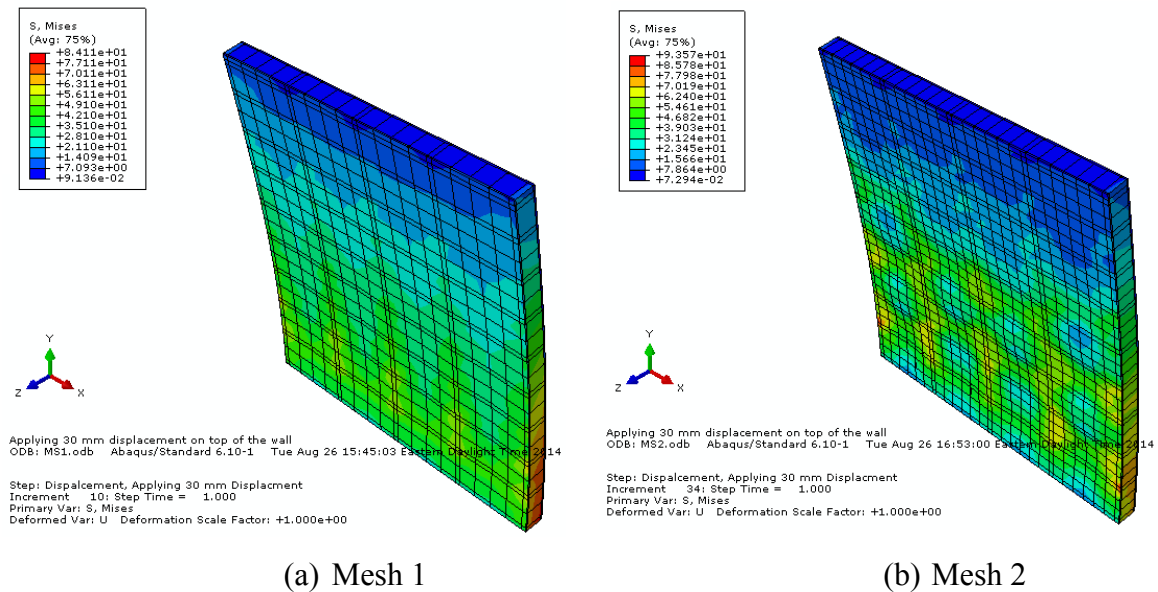 S, Mises
(Avg: 75%)
+8.411e+01
+7.711e+01
+7.011e+01
+6.311e+01
+5.611e+01
+4.910e+01
+4.210e+01
+3.510e+01
+2.810e+01
+2.110e+01
+1.409e+01
+7.093e+00
+9.136e-02
Y
Z
X
Applying 30 mm displacement on top of the wall
ODB: MS1.odb Abaqus/Standard 6.10-1 Tue Aug 26 15:45:03 Eastern Daylight Time 2014
Step: Dispalcement, Applying 30 mm Displacment
Increment 10: Step Time = 1.000
Primary Var: S, Mises
Deformed Var: U Deformation Scale Factor: +1.000e+00
(a) Mesh 1
S, Mises
(Avg: 75%)
+9.357e+01
+8.578e+01
+7.798e+01
+7.019e+01
+6.240e+01
+5.461e+01
+4.682e+01
+3.903e+01
+3.124e+01
+2.345e+01
+1.566e+01
+7.864e+00
+7.294e-02
Y
Z
X
Applying 30 mm displacement on top of the wall
ODB: MS2.odb Abaqus/Standard 6.10-1 Tue Aug 26 16:53:00 Eastern Daylight Time 2014
Step: Dispalcement, Applying 30 mm Displacment
Increment 34: Step Time = 1.000
Primary Var: S, Mises
Deformed Var: U Deformation Scale Factor: +1.000e+00
(b) Mesh 2